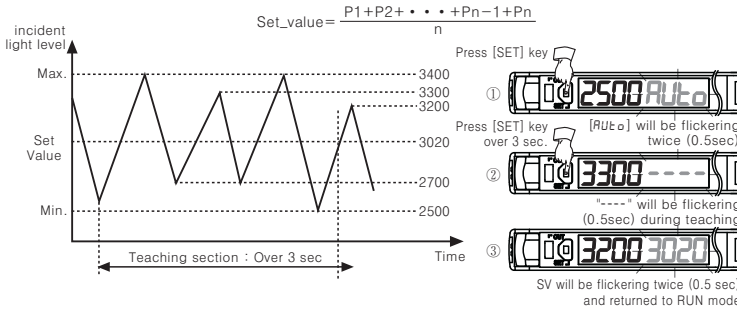 Set_value= P1+P2+・・・+Pn-1+Pn
n
incident
light level
Max.
Set
Value
Min.
3400
3300
3200
3020
2700
2500
Teaching section : Over 3 sec
Time
Press [SET] key
①
2500 AUto
[AUto] will be flickering
twice (0.5sec)
Press [SET] key
over 3 sec.
②
3300 ----
"----" will be flickering
(0.5sec) during teaching
③
3200 3020
SV will be flickering twice (0.5 sec)
and returned to RUN mode